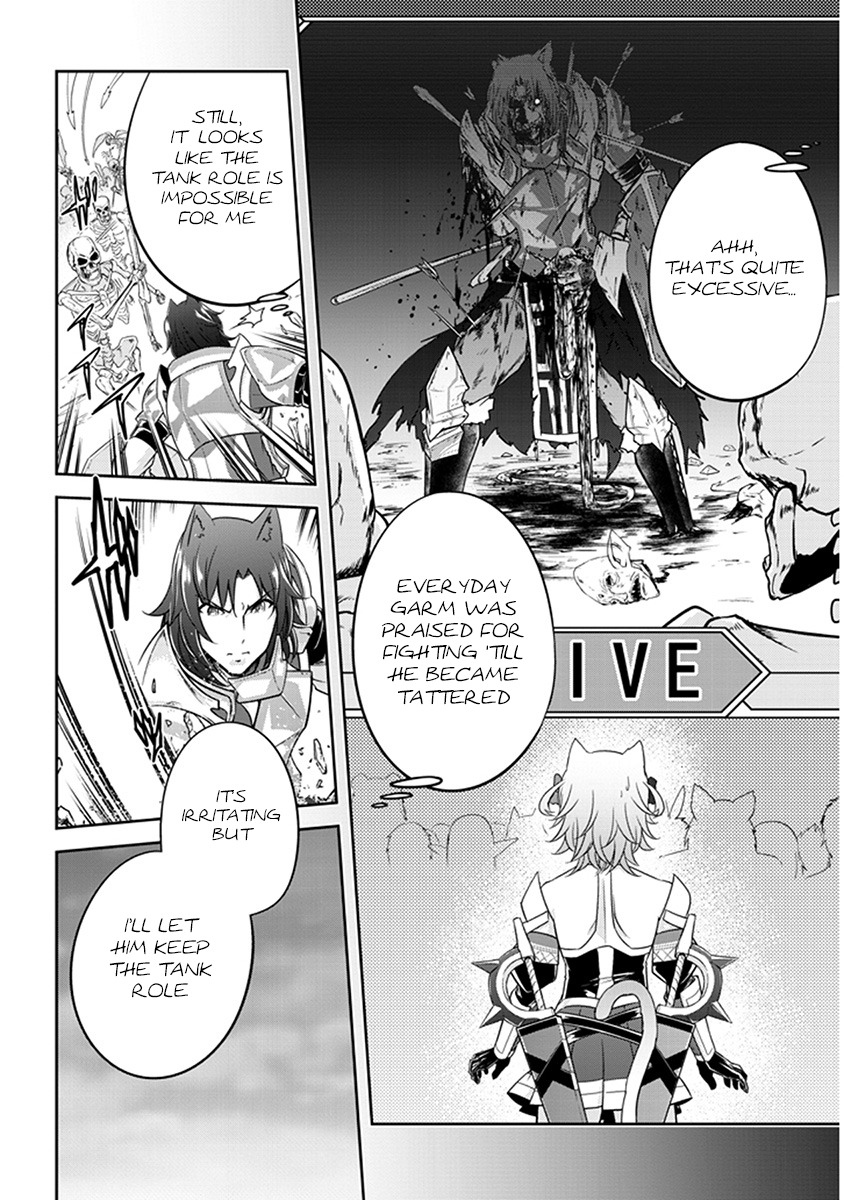 AHH,
THAT'S QUITE
EXCESSIVE...
EVERYDAY
GARM WAS
PRAISED FOR
FIGHTING 'TILL
HE BECAME
TATTERED
IVE
STILL,
IT LOOKS
LIKE THE
TANK ROLE IS
IMPOSSIBLE
FOR ME
IT'S
IRRITATING
BUT
I'LL LET
HIM KEEP
THE TANK
ROLE